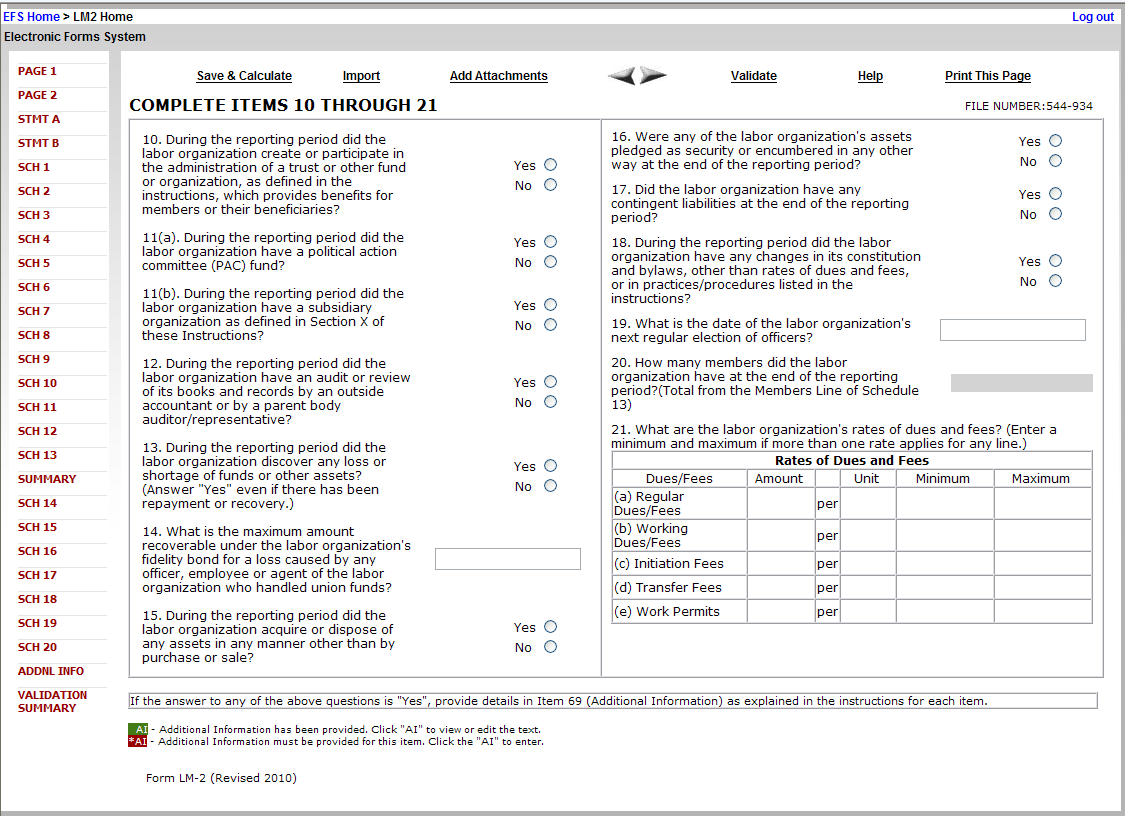 EFS Home > LM2 Home
Log out
Electronic Forms System
PAGE 1
PAGE 2
STMT A
STMT B
SCH 1
SCH 2
SCH 3
SCH 4
SCH 5
SCH 6
SCH 7
SCH 8
SCH 9
SCH 10
SCH 11
SCH 12
SCH 13
SUMMARY
SCH 14
SCH 15
SCH 16
SCH 17
SCH 18
SCH 19
SCH 20
ADDNL INFO
VALIDATION
SUMMARY
Save & Calculate Import Add Attachments Validate Help Print This Page
COMPLETE ITEMS 10 THROUGH 21
FILE NUMBER:544-934
10. During the reporting period did the
labor organization create or participate in
the administration of a trust or other fund
or organization, as defined in the
instructions, which provides benefits for
members or their beneficiaries?
Yes
No
11(a). During the reporting period did the
labor organization have a political action
committee (PAC) fund?
Yes
No
11(b). During the reporting period did the
labor organization have a subsidiary
organization as defined in Section X of
these Instructions?
Yes
No
12. During the reporting period did the
labor organization have an audit or review
of its books and records by an outside
accountant or by a parent body
auditor/representative?
Yes
No
13. During the reporting period did the
labor organization discover any loss or
shortage of funds or other assets?
(Answer "Yes" even if there has been
repayment or recovery.)
Yes
No
14. What is the maximum amount
recoverable under the labor organization's
fidelity bond for a loss caused by any
officer, employee or agent of the labor
organization who handled union funds?
15. During the reporting period did the
labor organization acquire or dispose of
any assets in any manner other than by
purchase or sale?
Yes
No
16. Were any of the labor organization's assets
pledged as security or encumbered in any other
way at the end of the reporting period?
Yes
No
17. Did the labor organization have any
contingent liabilities at the end of the reporting
period?
Yes
No
18. During the reporting period did the labor
organization have any changes in its constitution
and bylaws, other than rates of dues and fees,
or in practices/procedures listed in the
instructions?
Yes
No
19. What is the date of the labor organization's
next regular election of officers?
20. How many members did the labor
organization have at the end of the reporting
period?(Total from the Members Line of Schedule
13)
21. What are the labor organization's rates of dues and fees? (Enter a
minimum and maximum if more than one rate applies for any line.)
Rates of Dues and Fees
Dues/Fees Amount Unit Minimum Maximum
(a) Regular
Dues/Fees
per
(b) Working
Dues/Fees
per
(c) Initiation Fees per
(d) Transfer Fees per
(e) Work Permits per
If the answer to any of the above questions is "Yes", provide details in Item 69 (Additional Information) as explained in the instructions for each item.
AI - Additional Information has been provided. Click "AI" to view or edit the text.
*AI - Additional Information must be provided for this item. Click the "AI" to enter.
Form LM-2 (Revised 2010)